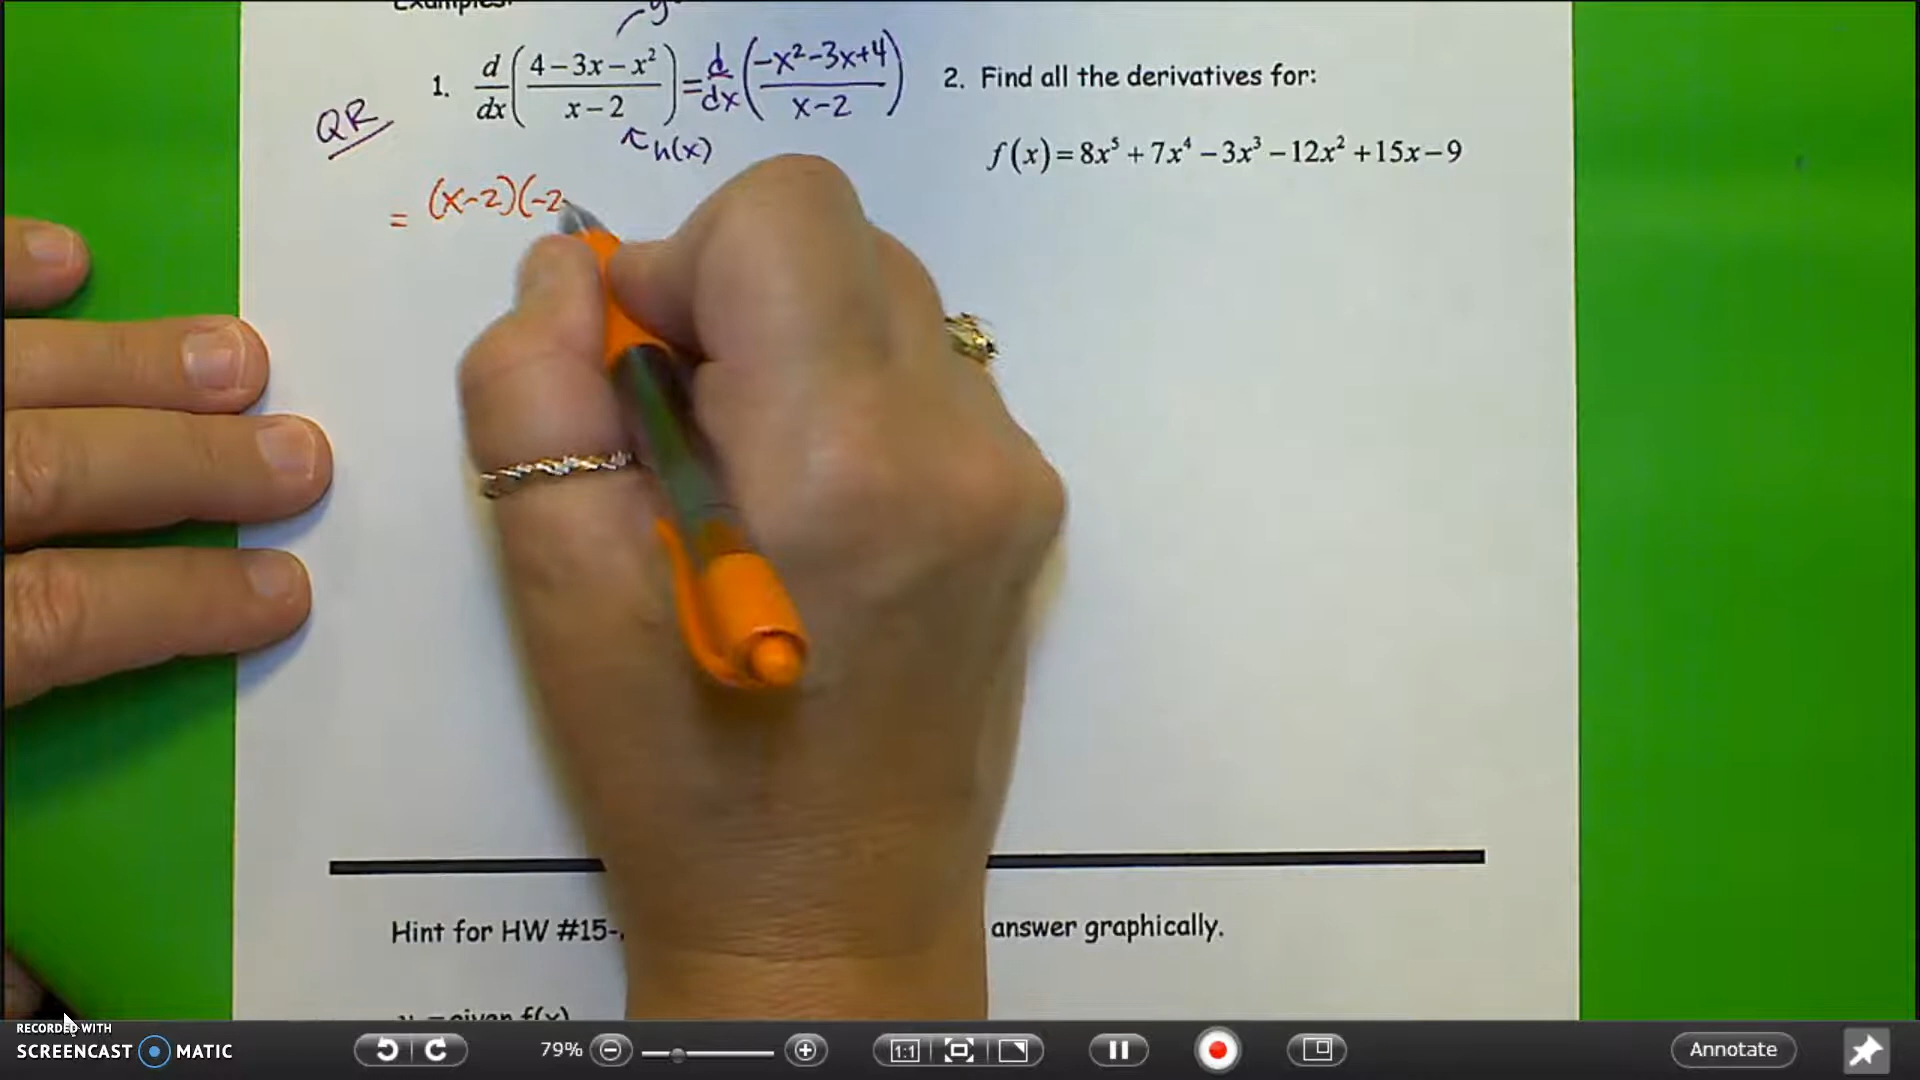 Examples:
1. d/dx ( (4-3x-x²)/(x-2) ) = d/dx ( (-x²-3x+4)/(x-2) )
QR
h(x)
= (x-2)(-2
2. Find all the derivatives for:
f(x)=8x⁵+7x⁴-3x³-12x²+15x-9
Hint for HW #15- answer graphically.
given f(x)
RECORDED WITH
SCREENCAST MATIC
79%
1:1
Annotate